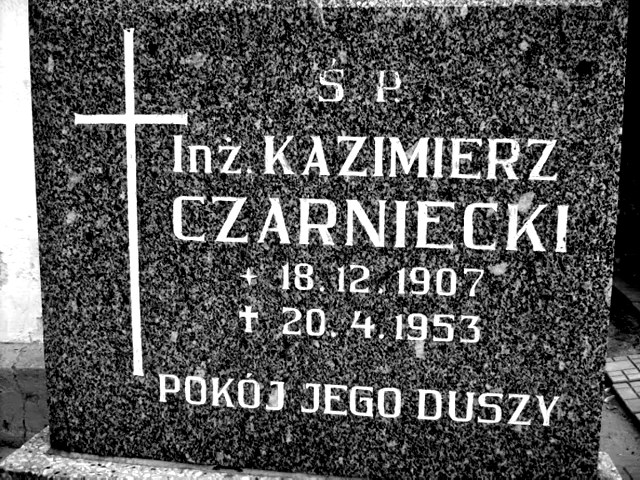 Ś. P.
Inż. KAZIMIERZ
CZARNIECKI
+ 18.12.1907
✝ 20.4.1953
POKÓJ JEGO DUSZY